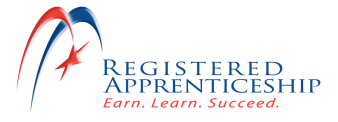 REGISTERED
APPRENTICESHIP
Earn. Learn. Succeed.